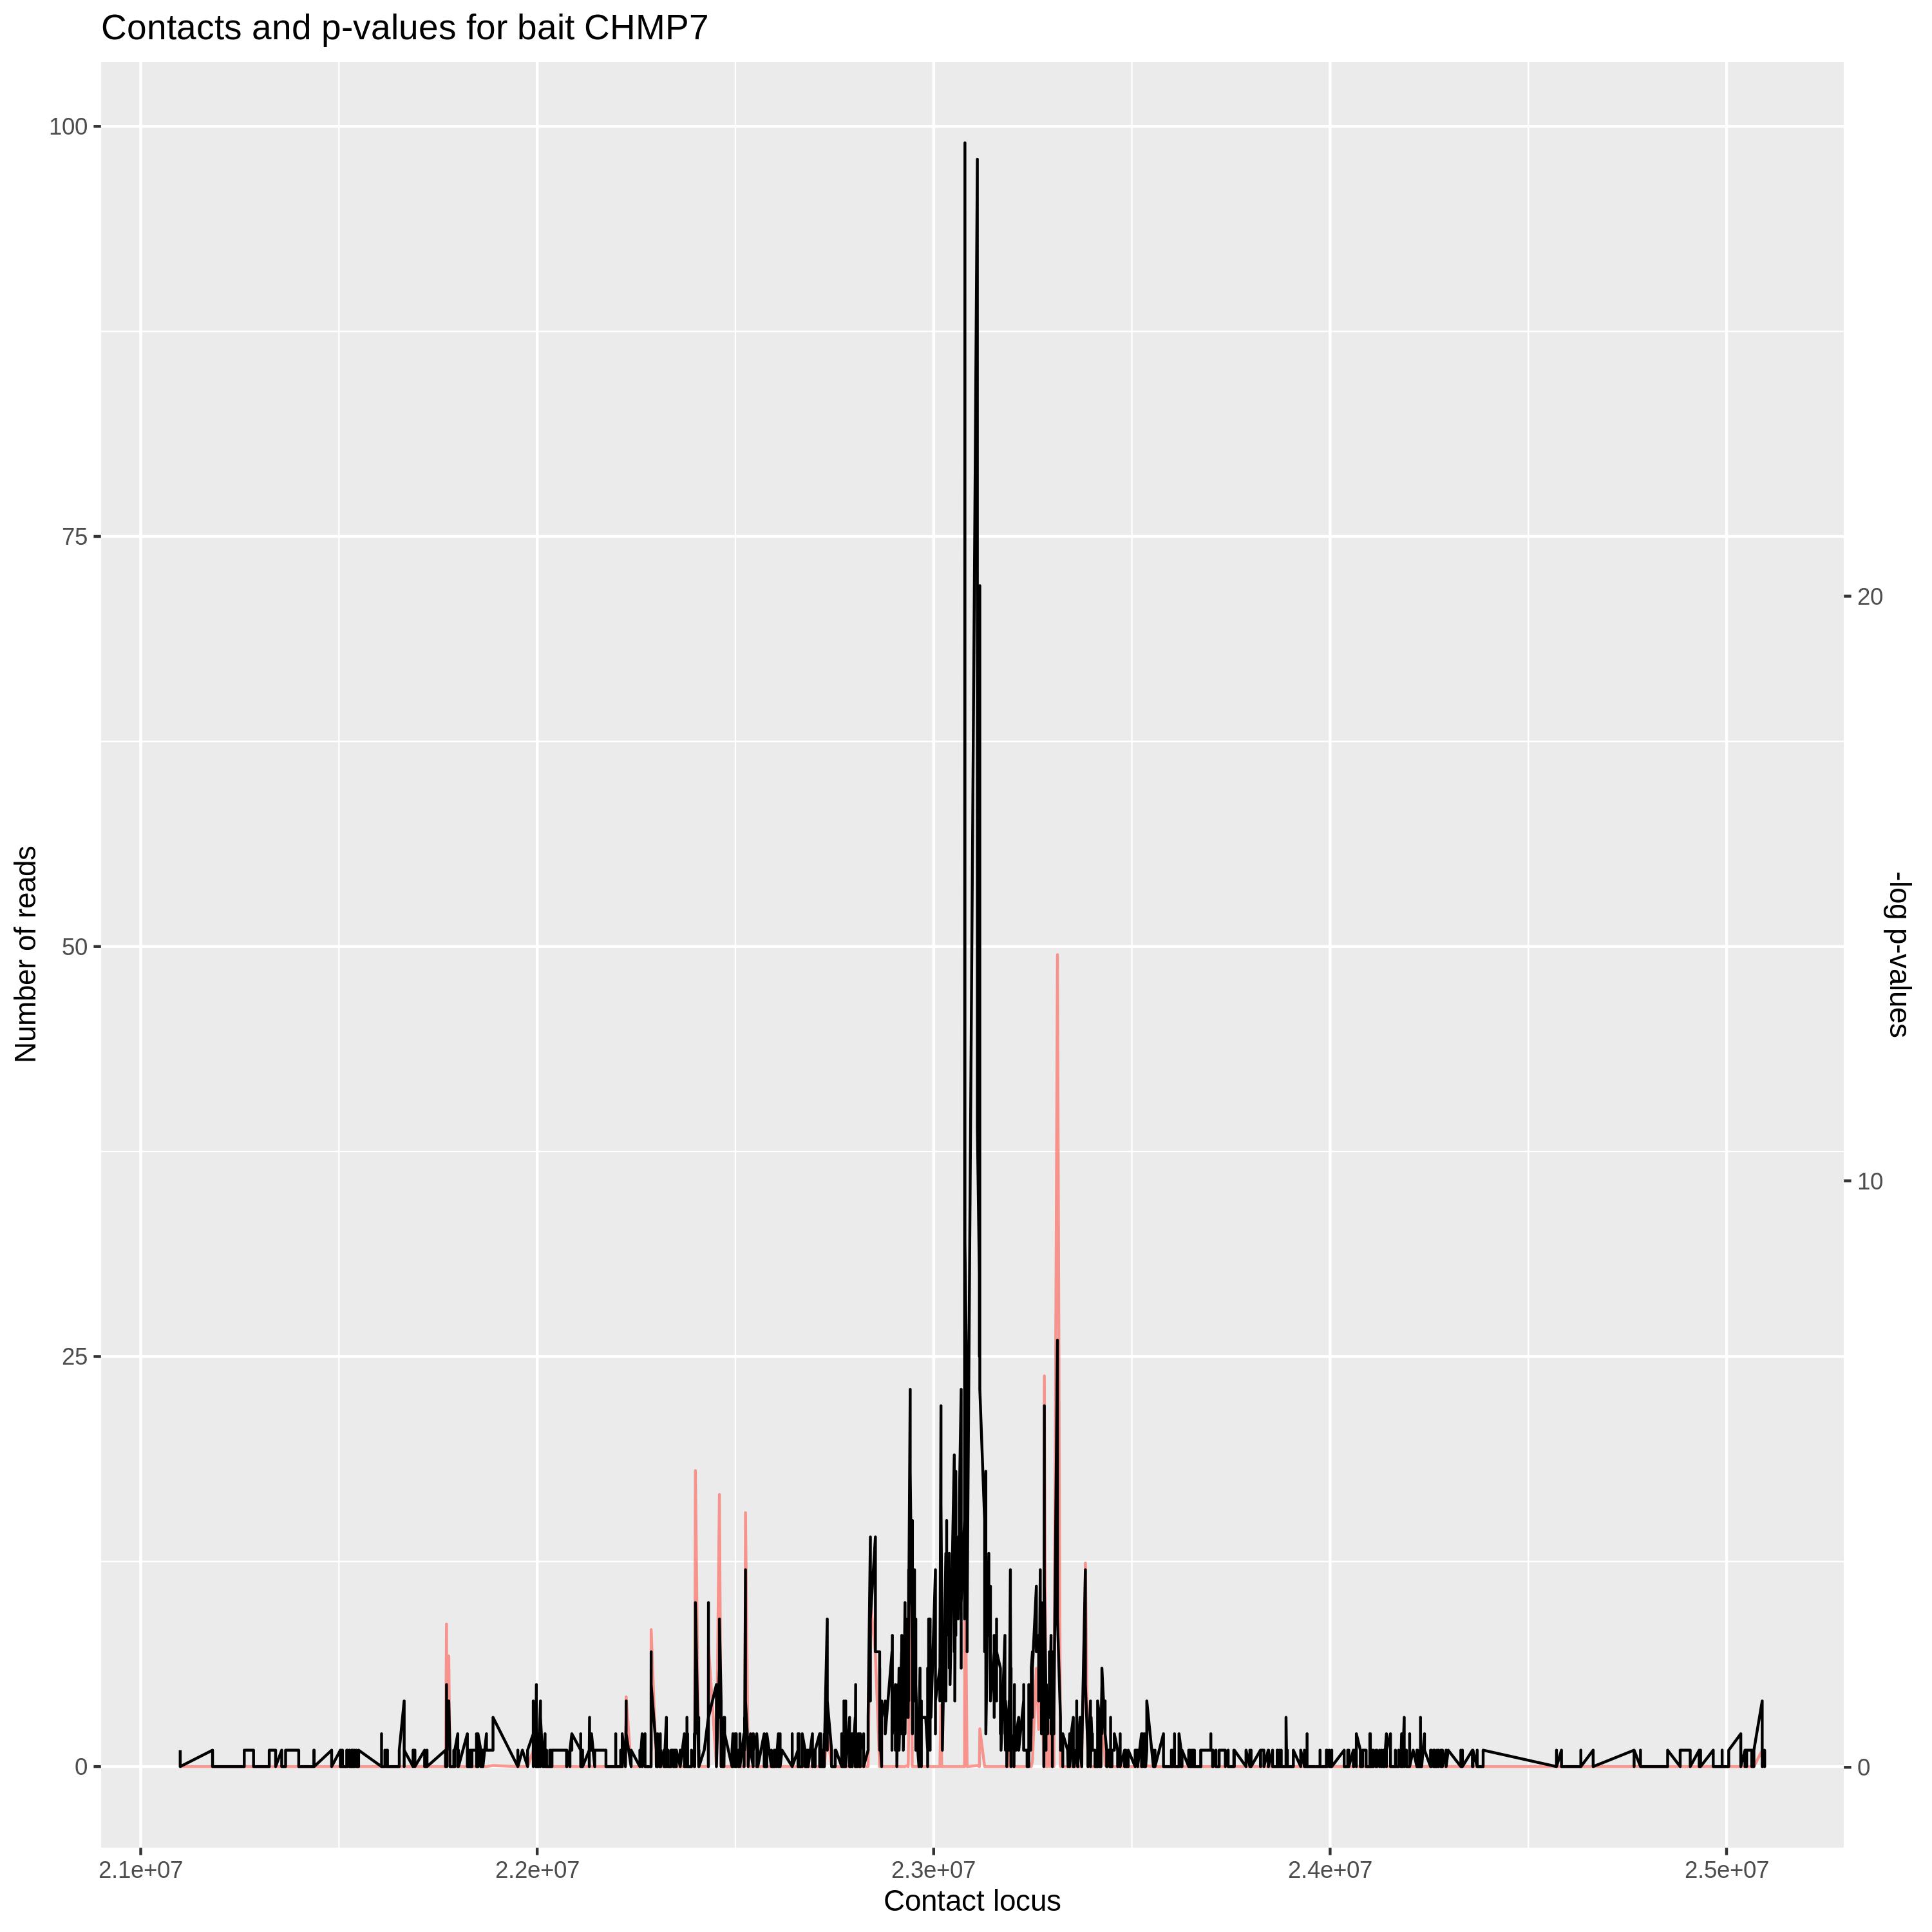 Contacts and p-values for bait CHMP7
100
75
50
25
0
Number of reads
20
10
0
-log p-values
2.1e+07
2.2e+07
2.3e+07
2.4e+07
2.5e+07
Contact locus